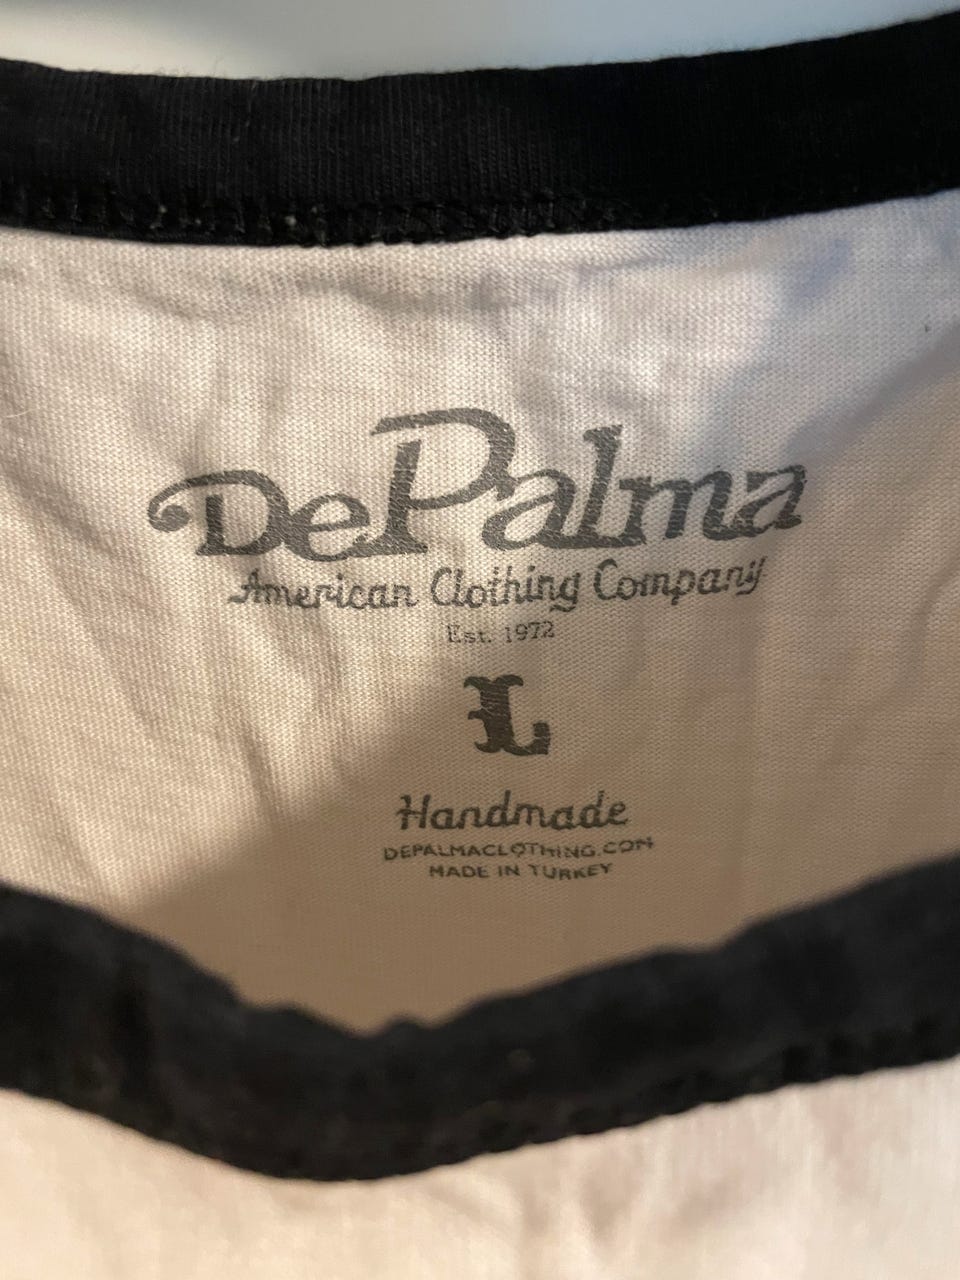 DePalma
American Clothing Company
Est. 1972
L
Handmade
DEPALMACLOTHING.COM
MADE IN TURKEY